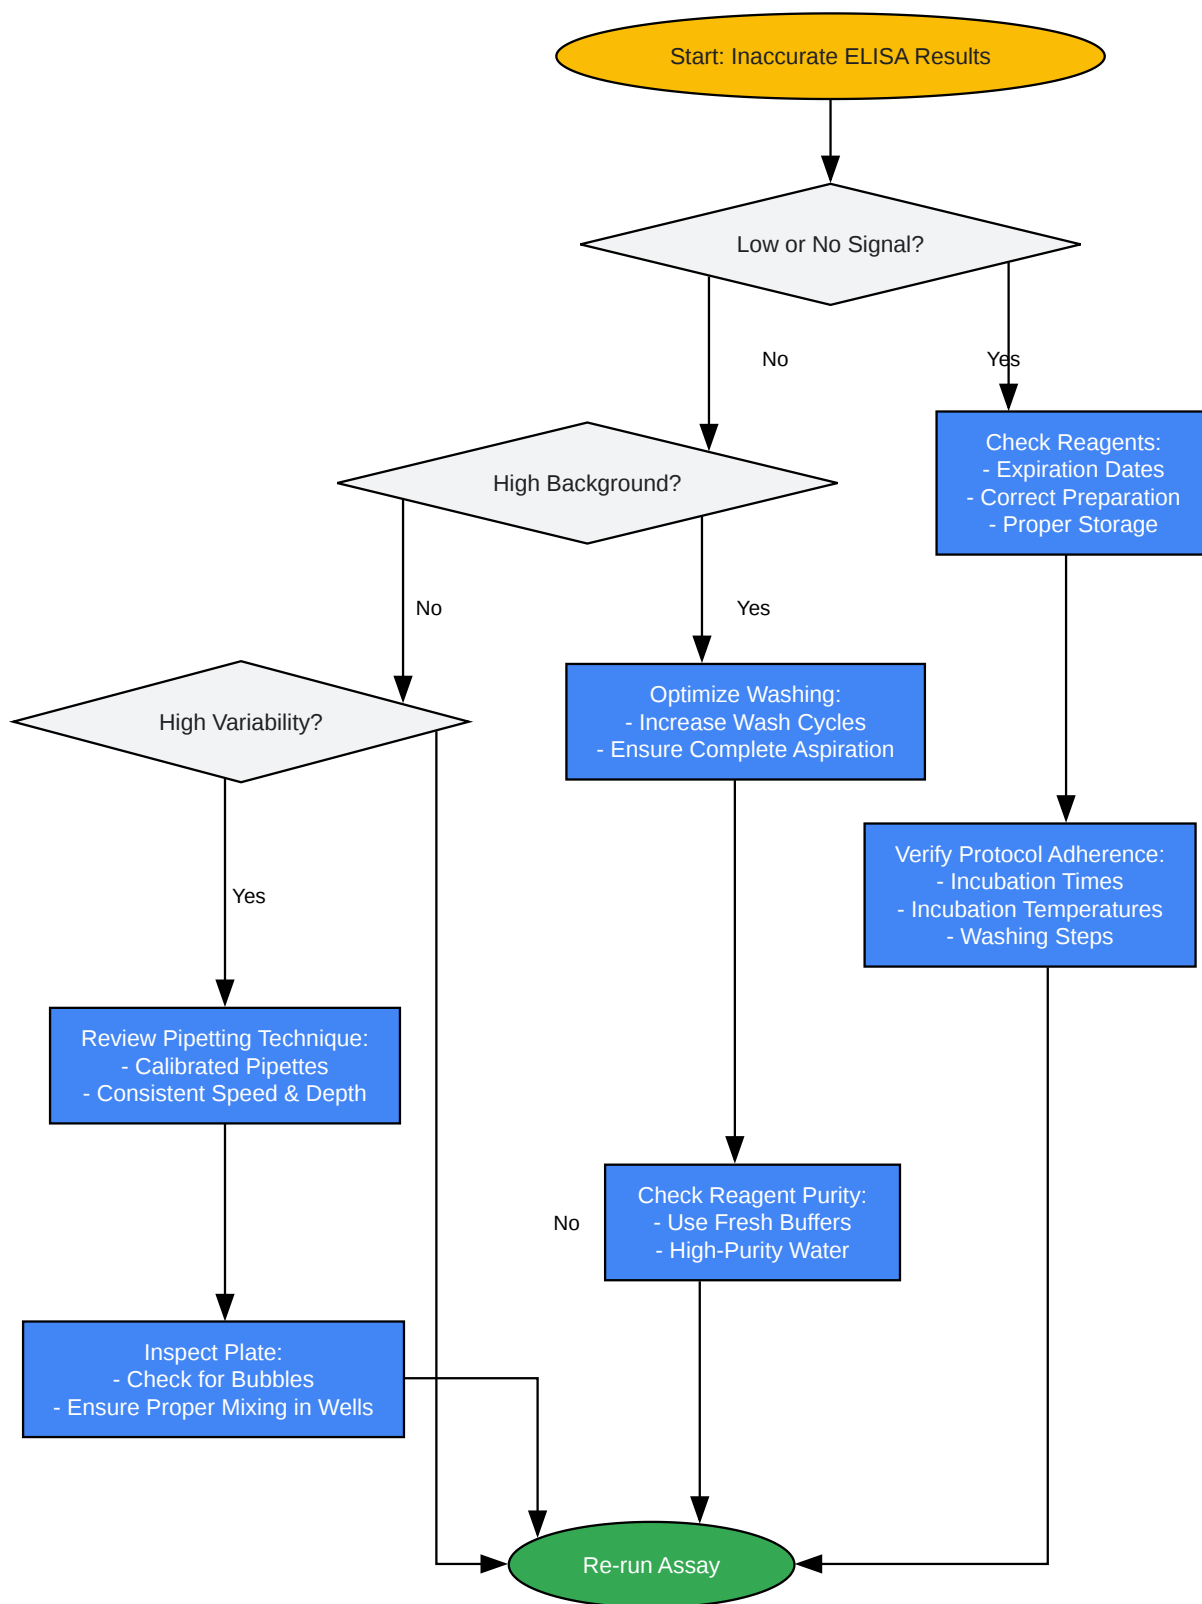 Start: Inaccurate ELISA Results
Low or No Signal?
No
Yes
Check Reagents:
- Expiration Dates
- Correct Preparation
- Proper Storage
High Background?
No
Yes
Optimize Washing:
- Increase Wash Cycles
- Ensure Complete Aspiration
High Variability?
Verify Protocol Adherence:
- Incubation Times
- Incubation Temperatures
- Washing Steps
Yes
Review Pipetting Technique:
- Calibrated Pipettes
- Consistent Speed & Depth
No
Check Reagent Purity:
- Use Fresh Buffers
- High-Purity Water
Inspect Plate:
- Check for Bubbles
- Ensure Proper Mixing in Wells
Re-run Assay